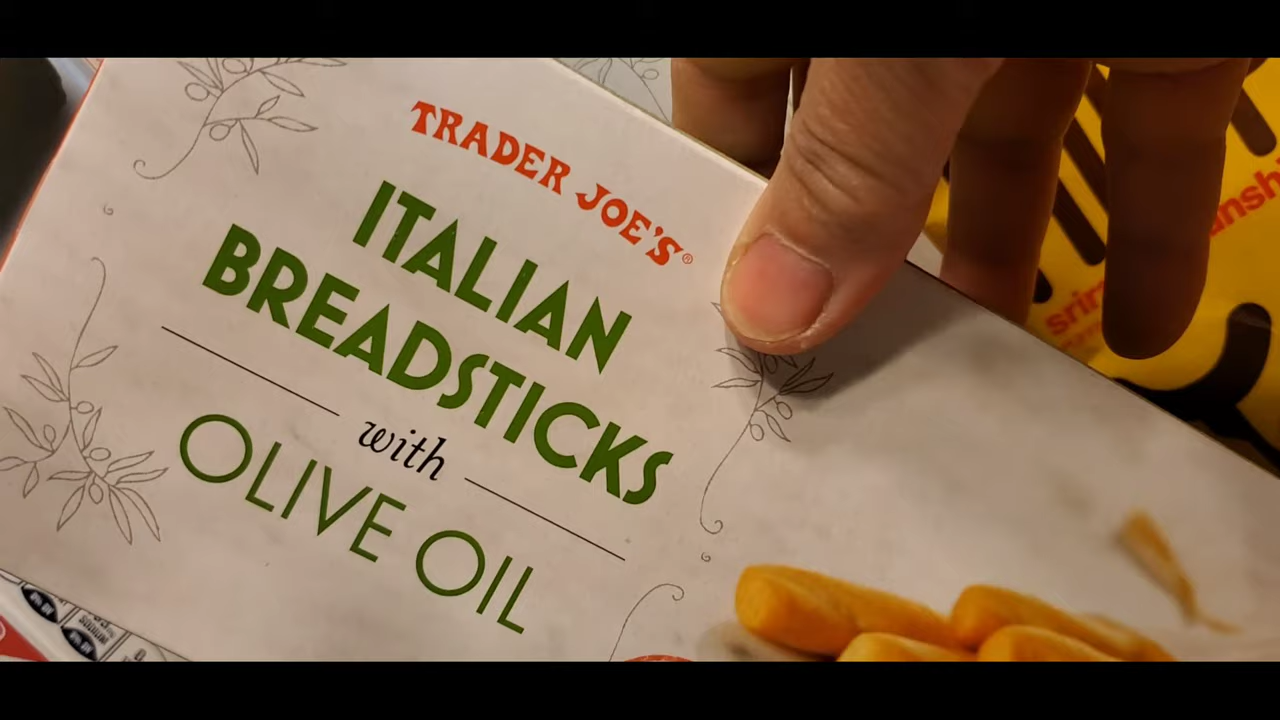 TRADER JOE'S®
ITALIAN
BREADSTICKS
with
OLIVE OIL